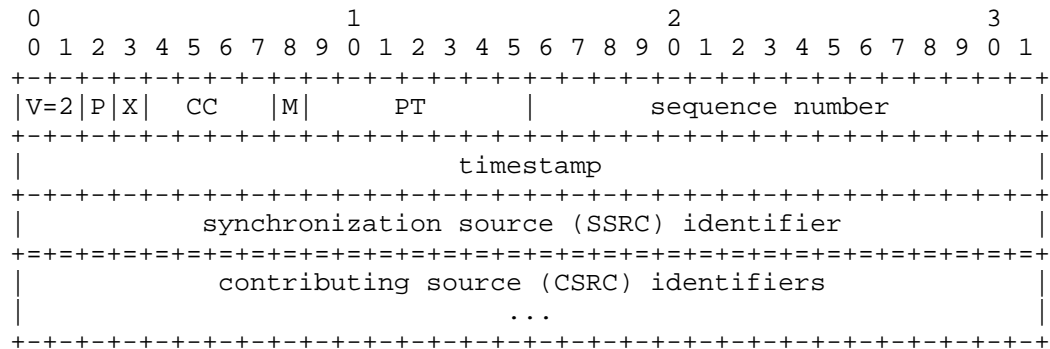 0                   1                   2                   3
 0 1 2 3 4 5 6 7 8 9 0 1 2 3 4 5 6 7 8 9 0 1 2 3 4 5 6 7 8 9 0 1
+-+-+-+-+-+-+-+-+-+-+-+-+-+-+-+-+-+-+-+-+-+-+-+-+-+-+-+-+-+-+-+-+
|V=2|P|X|  CC   |M|     PT      |       sequence number         |
+-+-+-+-+-+-+-+-+-+-+-+-+-+-+-+-+-+-+-+-+-+-+-+-+-+-+-+-+-+-+-+-+
|                           timestamp                           |
+-+-+-+-+-+-+-+-+-+-+-+-+-+-+-+-+-+-+-+-+-+-+-+-+-+-+-+-+-+-+-+-+
|           synchronization source (SSRC) identifier            |
+=+=+=+=+=+=+=+=+=+=+=+=+=+=+=+=+=+=+=+=+=+=+=+=+=+=+=+=+=+=+=+=+
|            contributing source (CSRC) identifiers             |
|                              ...                              |
+-+-+-+-+-+-+-+-+-+-+-+-+-+-+-+-+-+-+-+-+-+-+-+-+-+-+-+-+-+-+-+-+